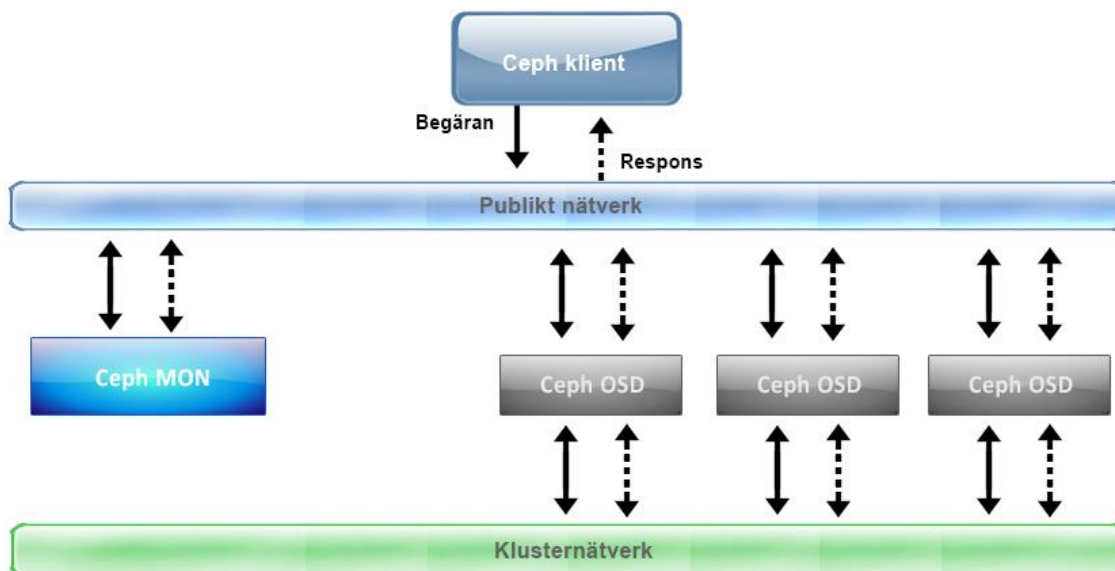 Ceph klient
Begäran
Respons
Publikt nätverk
Ceph MON
Ceph OSD
Ceph OSD
Ceph OSD
Klusternätverk